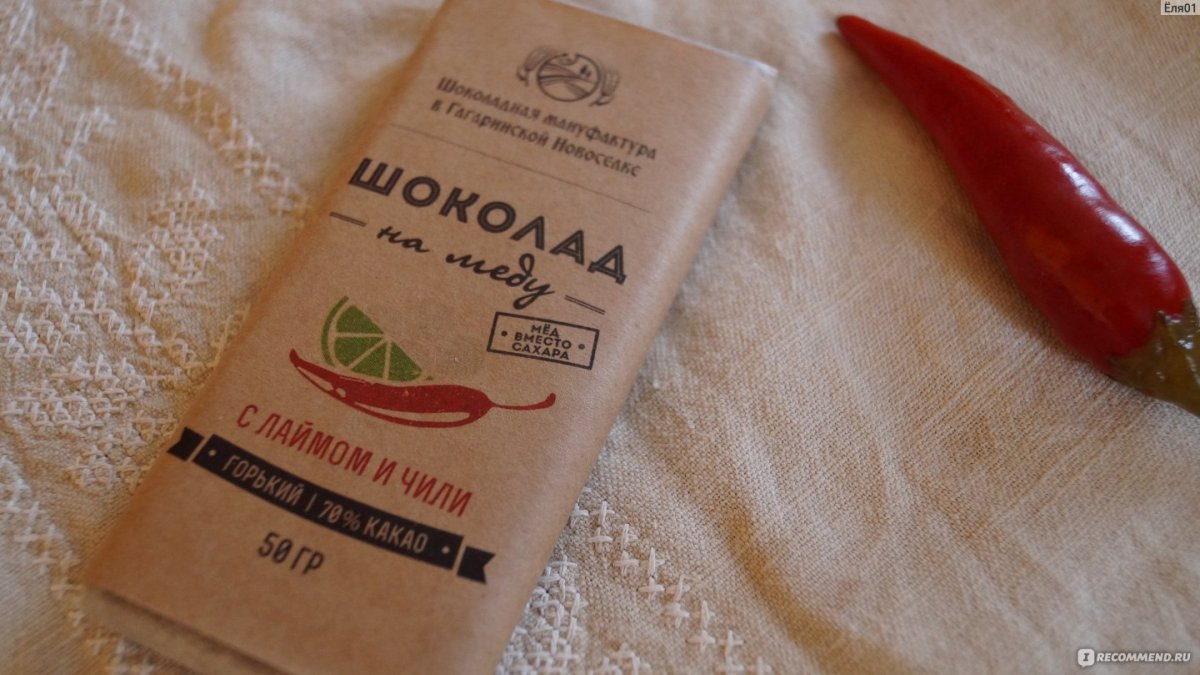 Ёля01
Шоколадная мануфактура
в Гагаринской Новоселке
ШОКОЛАД
на меду
МЁД
ВМЕСТО
САХАРА
С ЛАЙМОМ И ЧИЛИ
ГОРЬКИЙ | 70% КАКАО
50 ГР
IRECOMMEND.RU